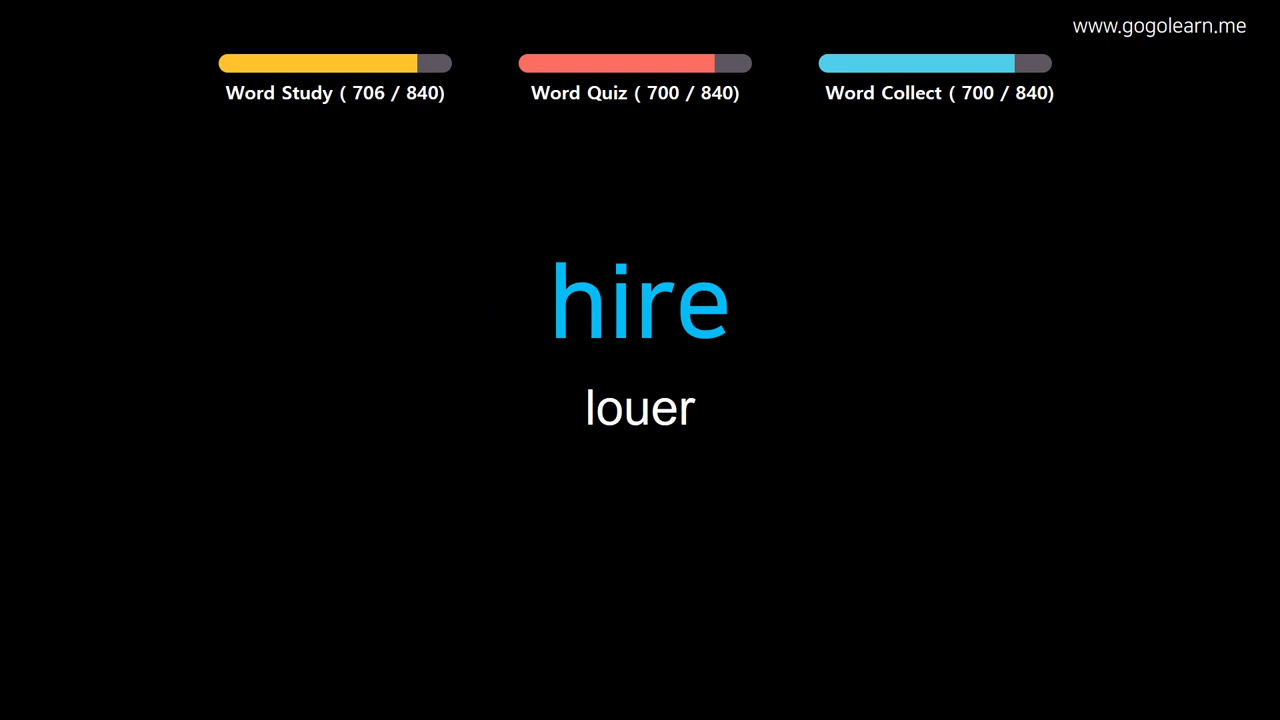 www.gogolearn.me
Word Study ( 706 / 840)
Word Quiz ( 700 / 840)
Word Collect ( 700 / 840)
hire
louer